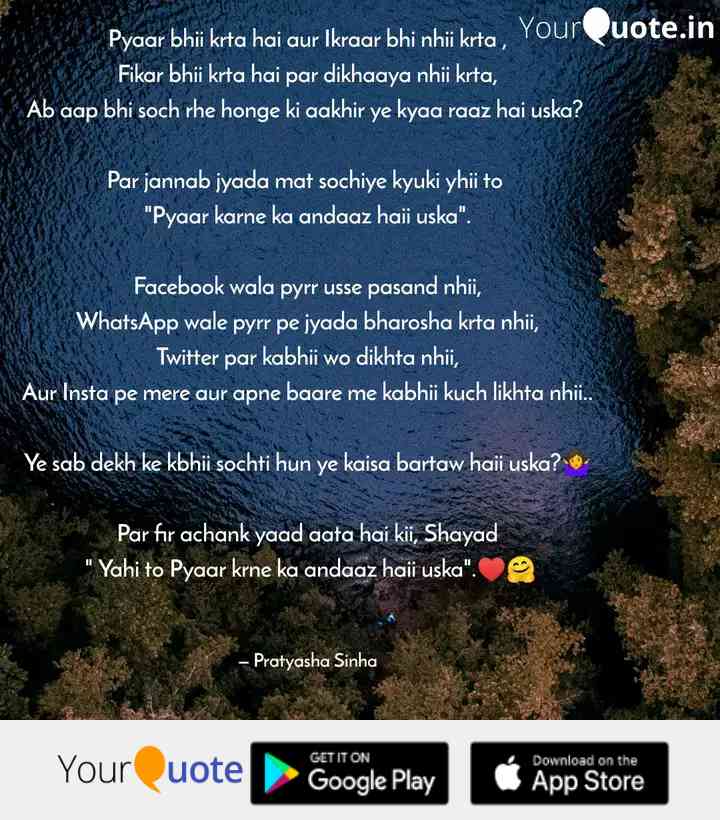 YourQuote.in
Pyaar bhii krta hai aur Ikraar bhi nhii krta ,
Fikar bhii krta hai par dikhaaya nhii krta,
Ab aap bhi soch rhe honge ki aakhir ye kyaa raaz hai uska?
Par jannab jyada mat sochiye kyuki yhii to
"Pyaar karne ka andaaz haii uska".
Facebook wala pyrr usse pasand nhii,
WhatsApp wale pyrr pe jyada bharosha krta nhii,
Twitter par kabhii wo dikhta nhii,
Aur Insta pe mere aur apne baare me kabhii kuch likhta nhii..
Ye sab dekh ke kbhii sochti hun ye kaisa bartaw haii uska?🤷‍♀️
Par fir achank yaad aata hai kii, Shayad
" Yahi to Pyaar krne ka andaaz haii uska".❤️🤗
– Pratyasha Sinha
YourQuote
GET IT ON
Google Play
Download on the
App Store